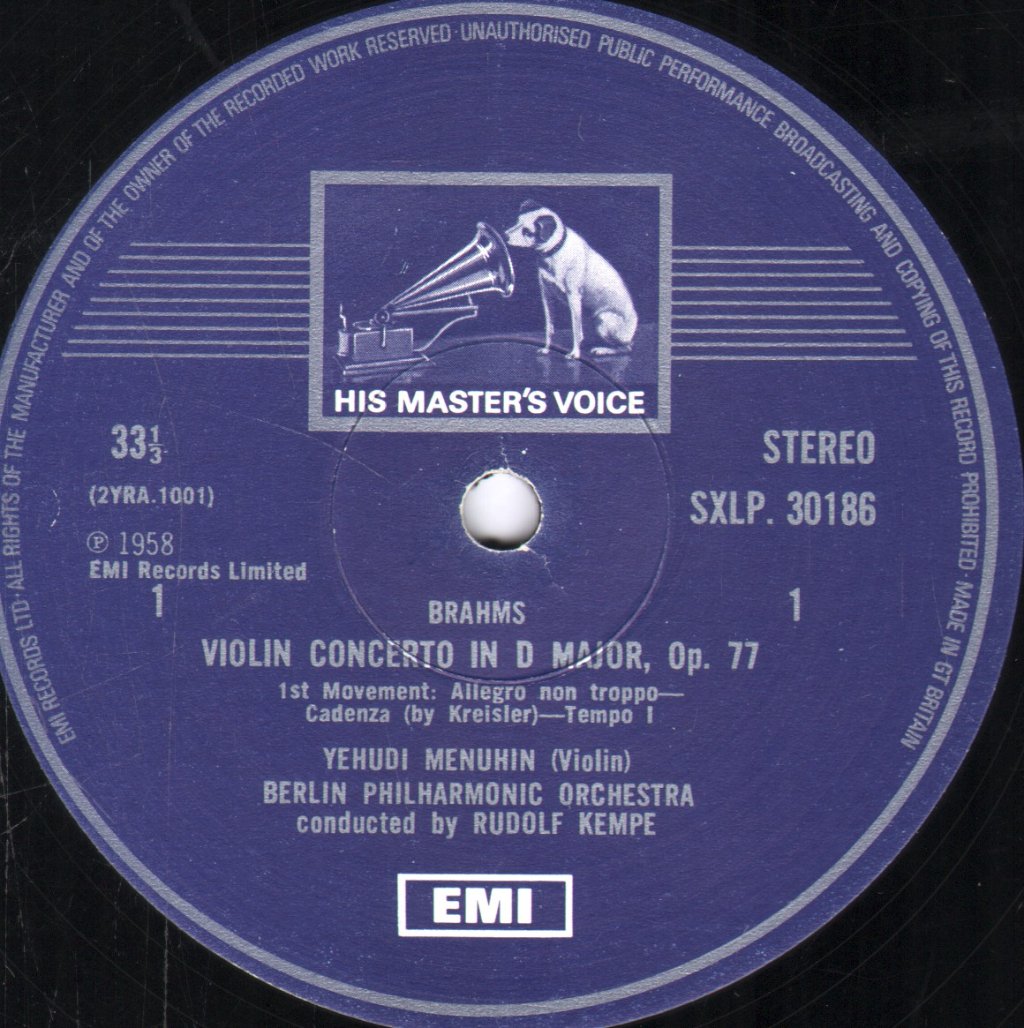 EMI RECORDS LTD·ALL RIGHTS OF THE MANUFACTURER AND OF THE OWNER OF THE RECORDED WORK RESERVED·UNAUTHORISED PUBLIC PERFORMANCE BROADCASTING AND COPYING OF THIS RECORD PROHIBITED·MADE IN GT BRITAIN
HIS MASTER'S VOICE
33⅓
STEREO
(2YRA.1001)
SXLP. 30186
℗ 1958
EMI Records Limited
1
1
BRAHMS
VIOLIN CONCERTO IN D MAJOR, Op. 77
1st Movement: Allegro non troppo—
Cadenza (by Kreisler)—Tempo I
YEHUDI MENUHIN (Violin)
BERLIN PHILHARMONIC ORCHESTRA
conducted by RUDOLF KEMPE
EMI